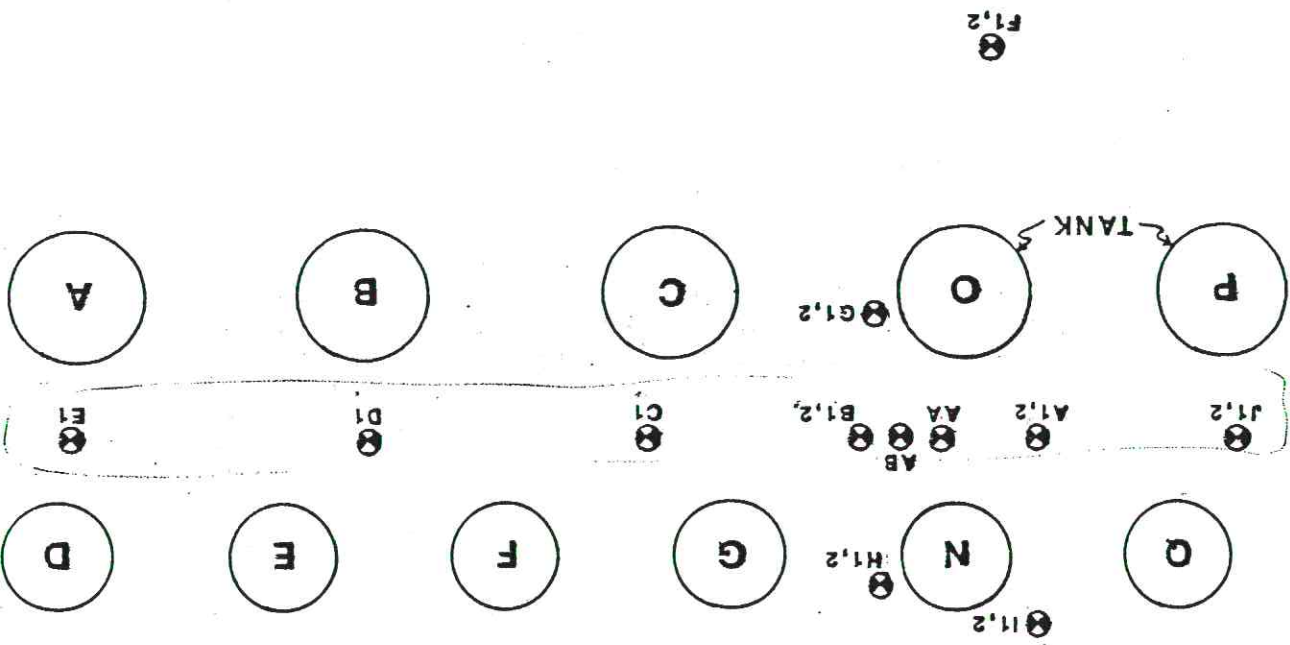 I1,2
H1,2
Q N G F E D
AB
J1,2 A1,2 AA B1,2 C1 D1 E1
G1,2
P O C B A
TANK
F1,2